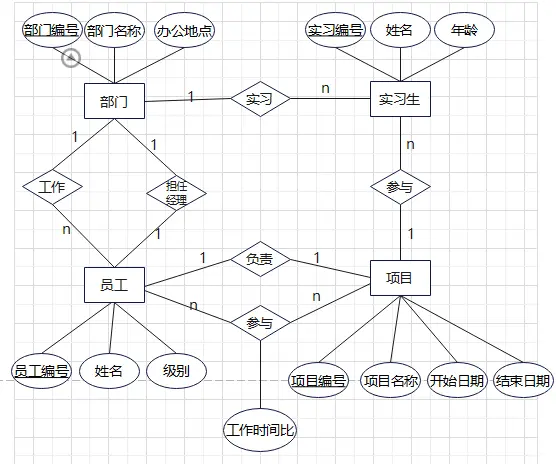 部门编号 部门名称 办公地点 实习编号 姓名 年龄
部门 1 实习 n 实习生
1 1 n
工作 担任 参与
经理
n 1 1 负责 1 1
员工 项目
n 参与 n
员工编号 姓名 级别 项目编号 项目名称 开始日期 结束日期
工作时间比